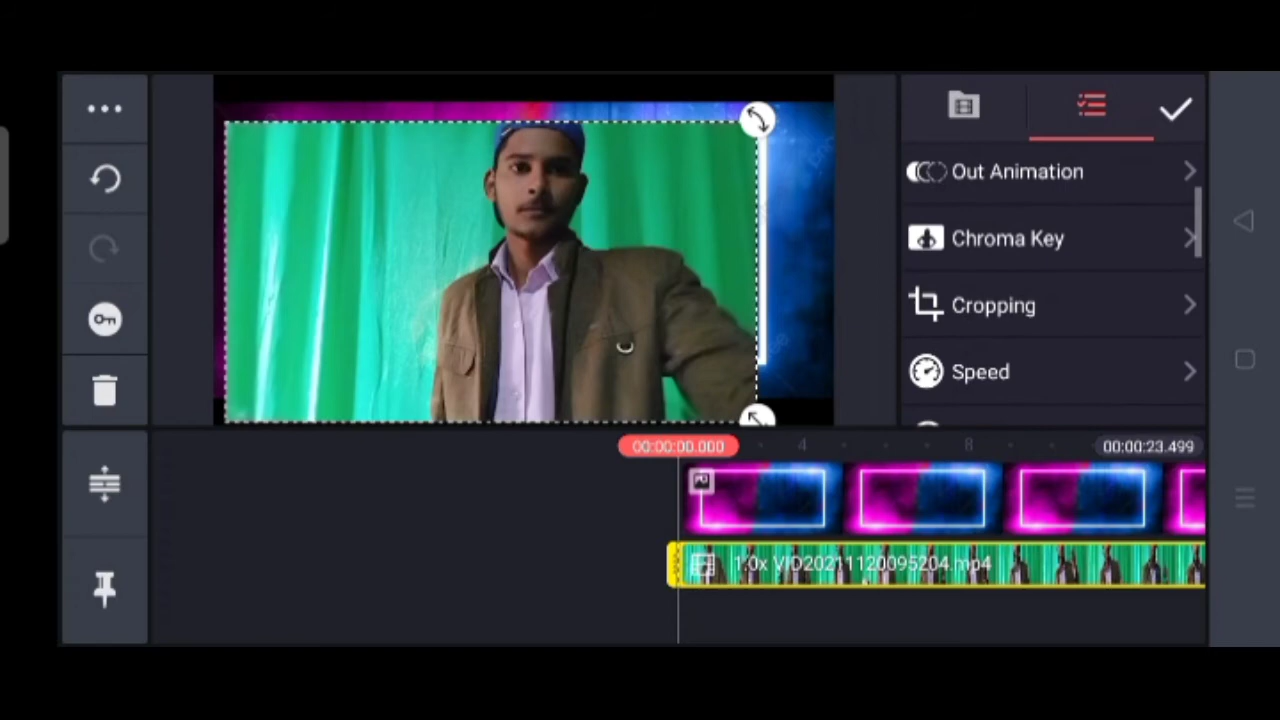 Out Animation
Chroma Key
Cropping
Speed
00:00:00.000
4
8
00:00:23.499
1.0x VID20211120095204.mp4